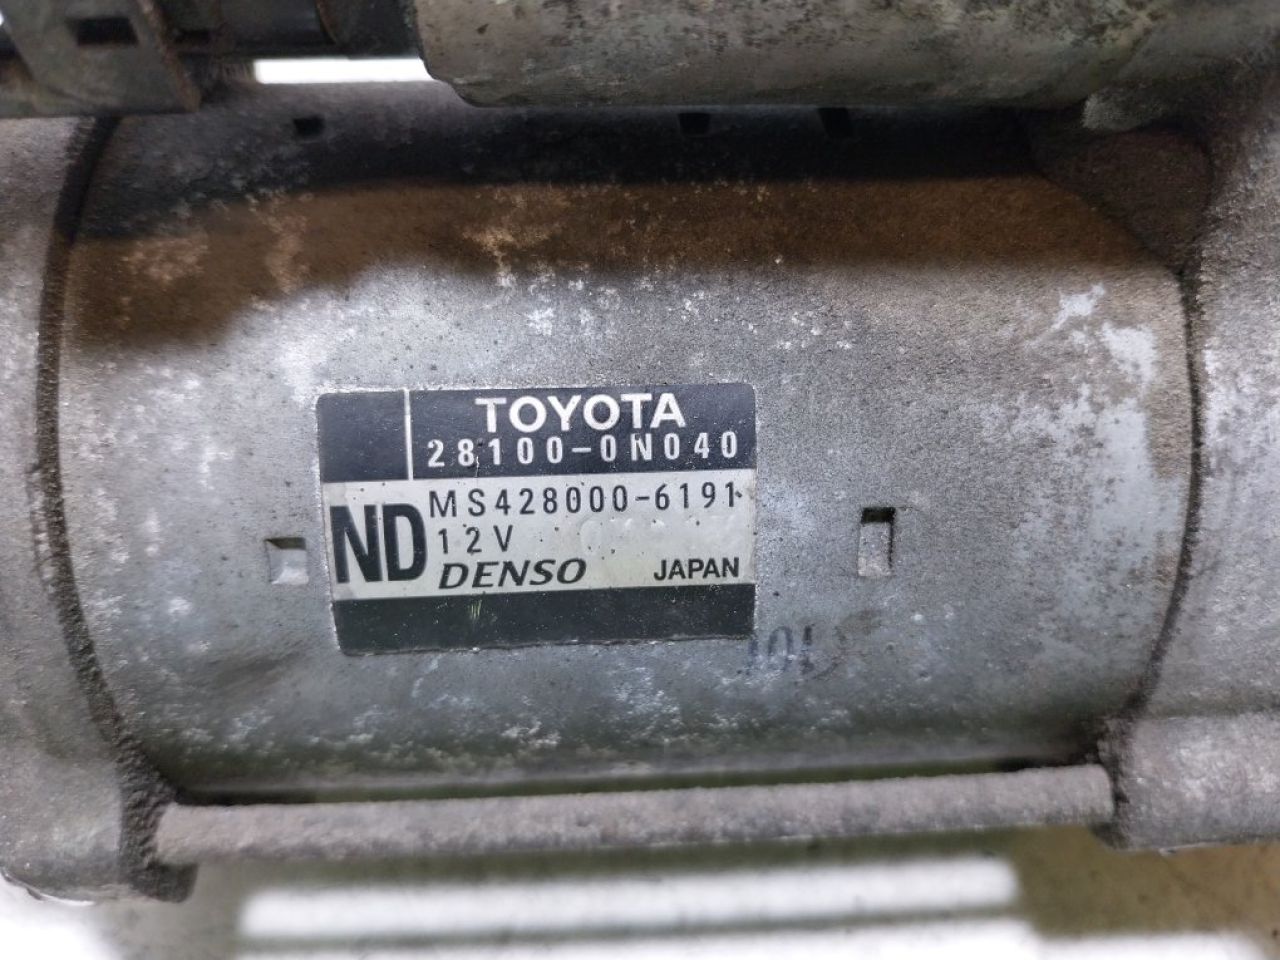 TOYOTA
28100-0N040
ND
MS428000-6191
12V
DENSO JAPAN